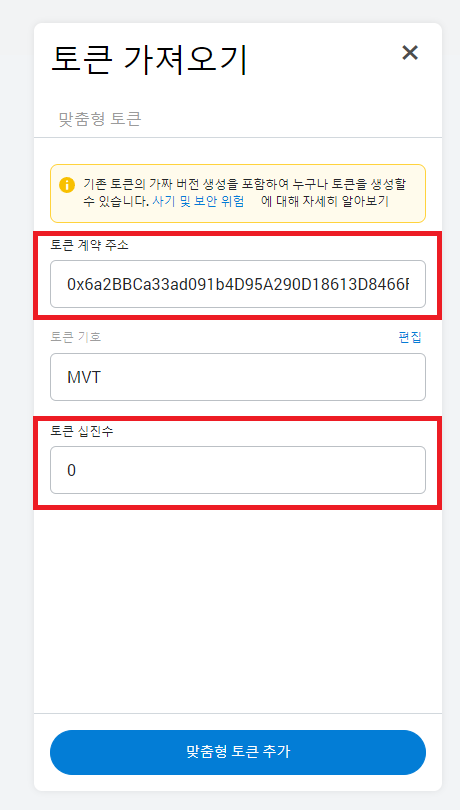 토큰 가져오기
맞춤형 토큰
기존 토큰의 가짜 버전 생성을 포함하여 누구나 토큰을 생성할
수 있습니다. 사기 및 보안 위험 에 대해 자세히 알아보기
토큰 계약 주소
0x6a2BBCa33ad091b4D95A290D18613D8466F
토큰 기호 편집
MVT
토큰 십진수
0
맞춤형 토큰 추가